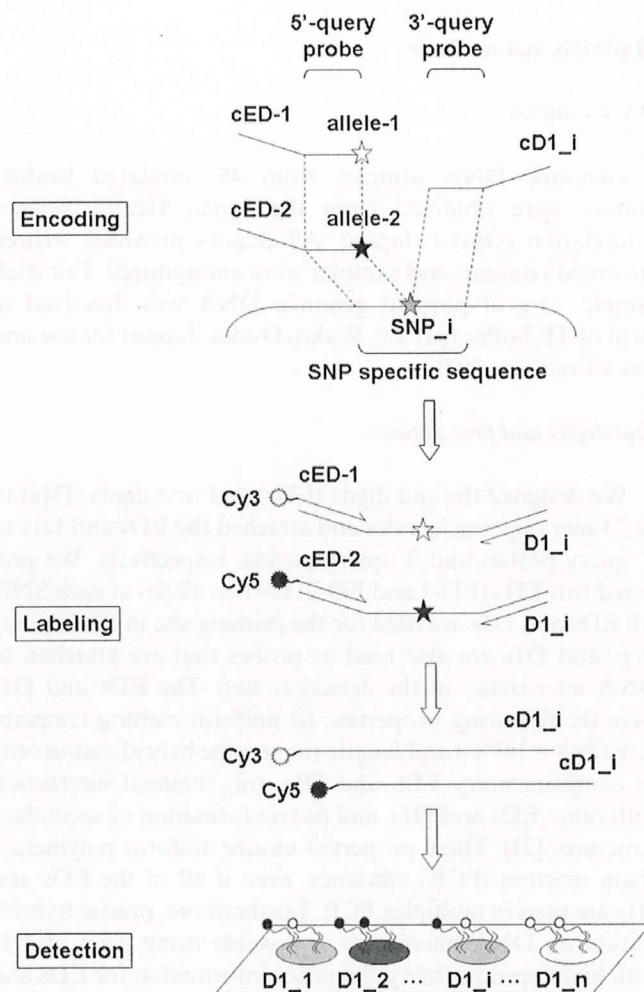 5'-query 3'-query
probe probe
cED-1
allele-1
cD1_i
Encoding
cED-2
allele-2
SNP_i
SNP specific sequence
cED-1
Cy3
D1_i
cED-2
Cy5
Labeling
D1_i
cD1_i
Cy3
cD1_i
Cy5
Detection
D1_1 D1_2 ··· D1_i ··· D1_n